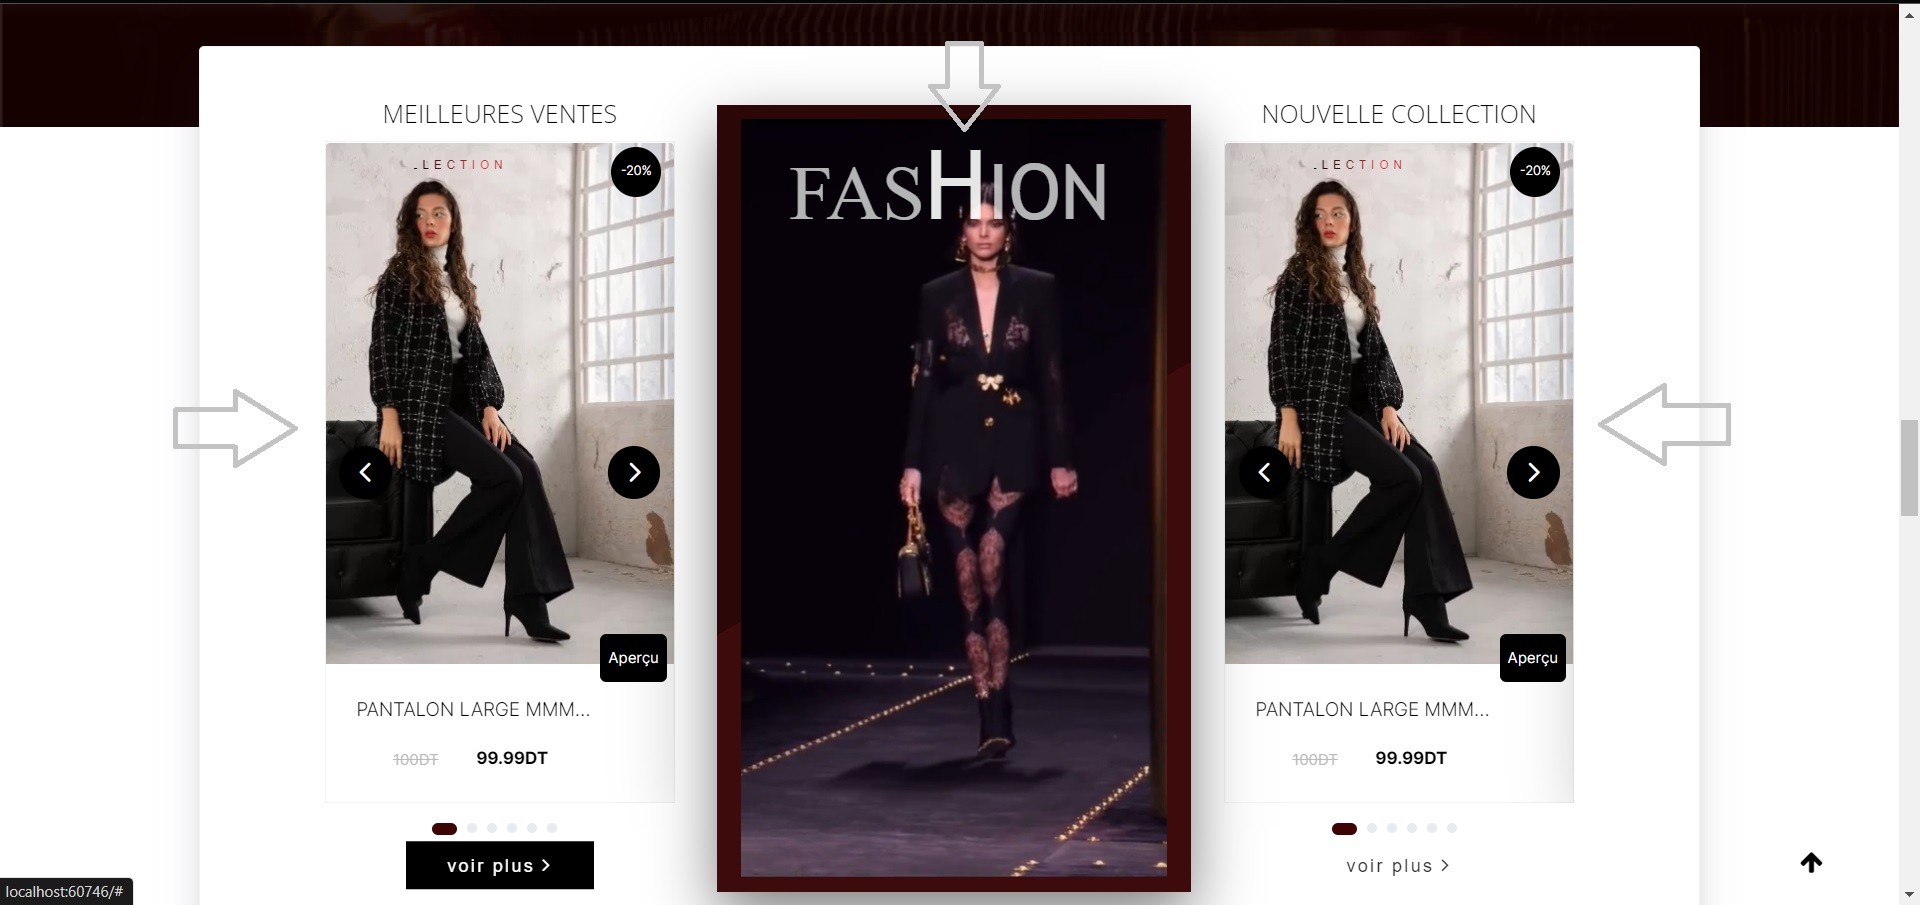 MEILLEURES VENTES
LECTION
-20%
Aperçu
PANTALON LARGE MMM...
100DT 99.99DT
voir plus >
FASHION
NOUVELLE COLLECTION
LECTION
-20%
Aperçu
PANTALON LARGE MMM...
100DT 99.99DT
voir plus >
localhost:60746/#